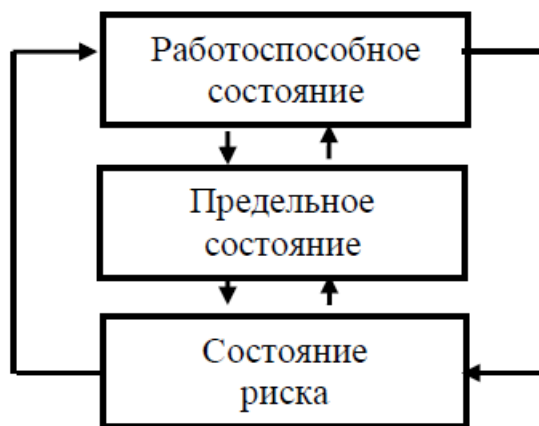 Работоспособное
состояние
Предельное
состояние
Состояние
риска